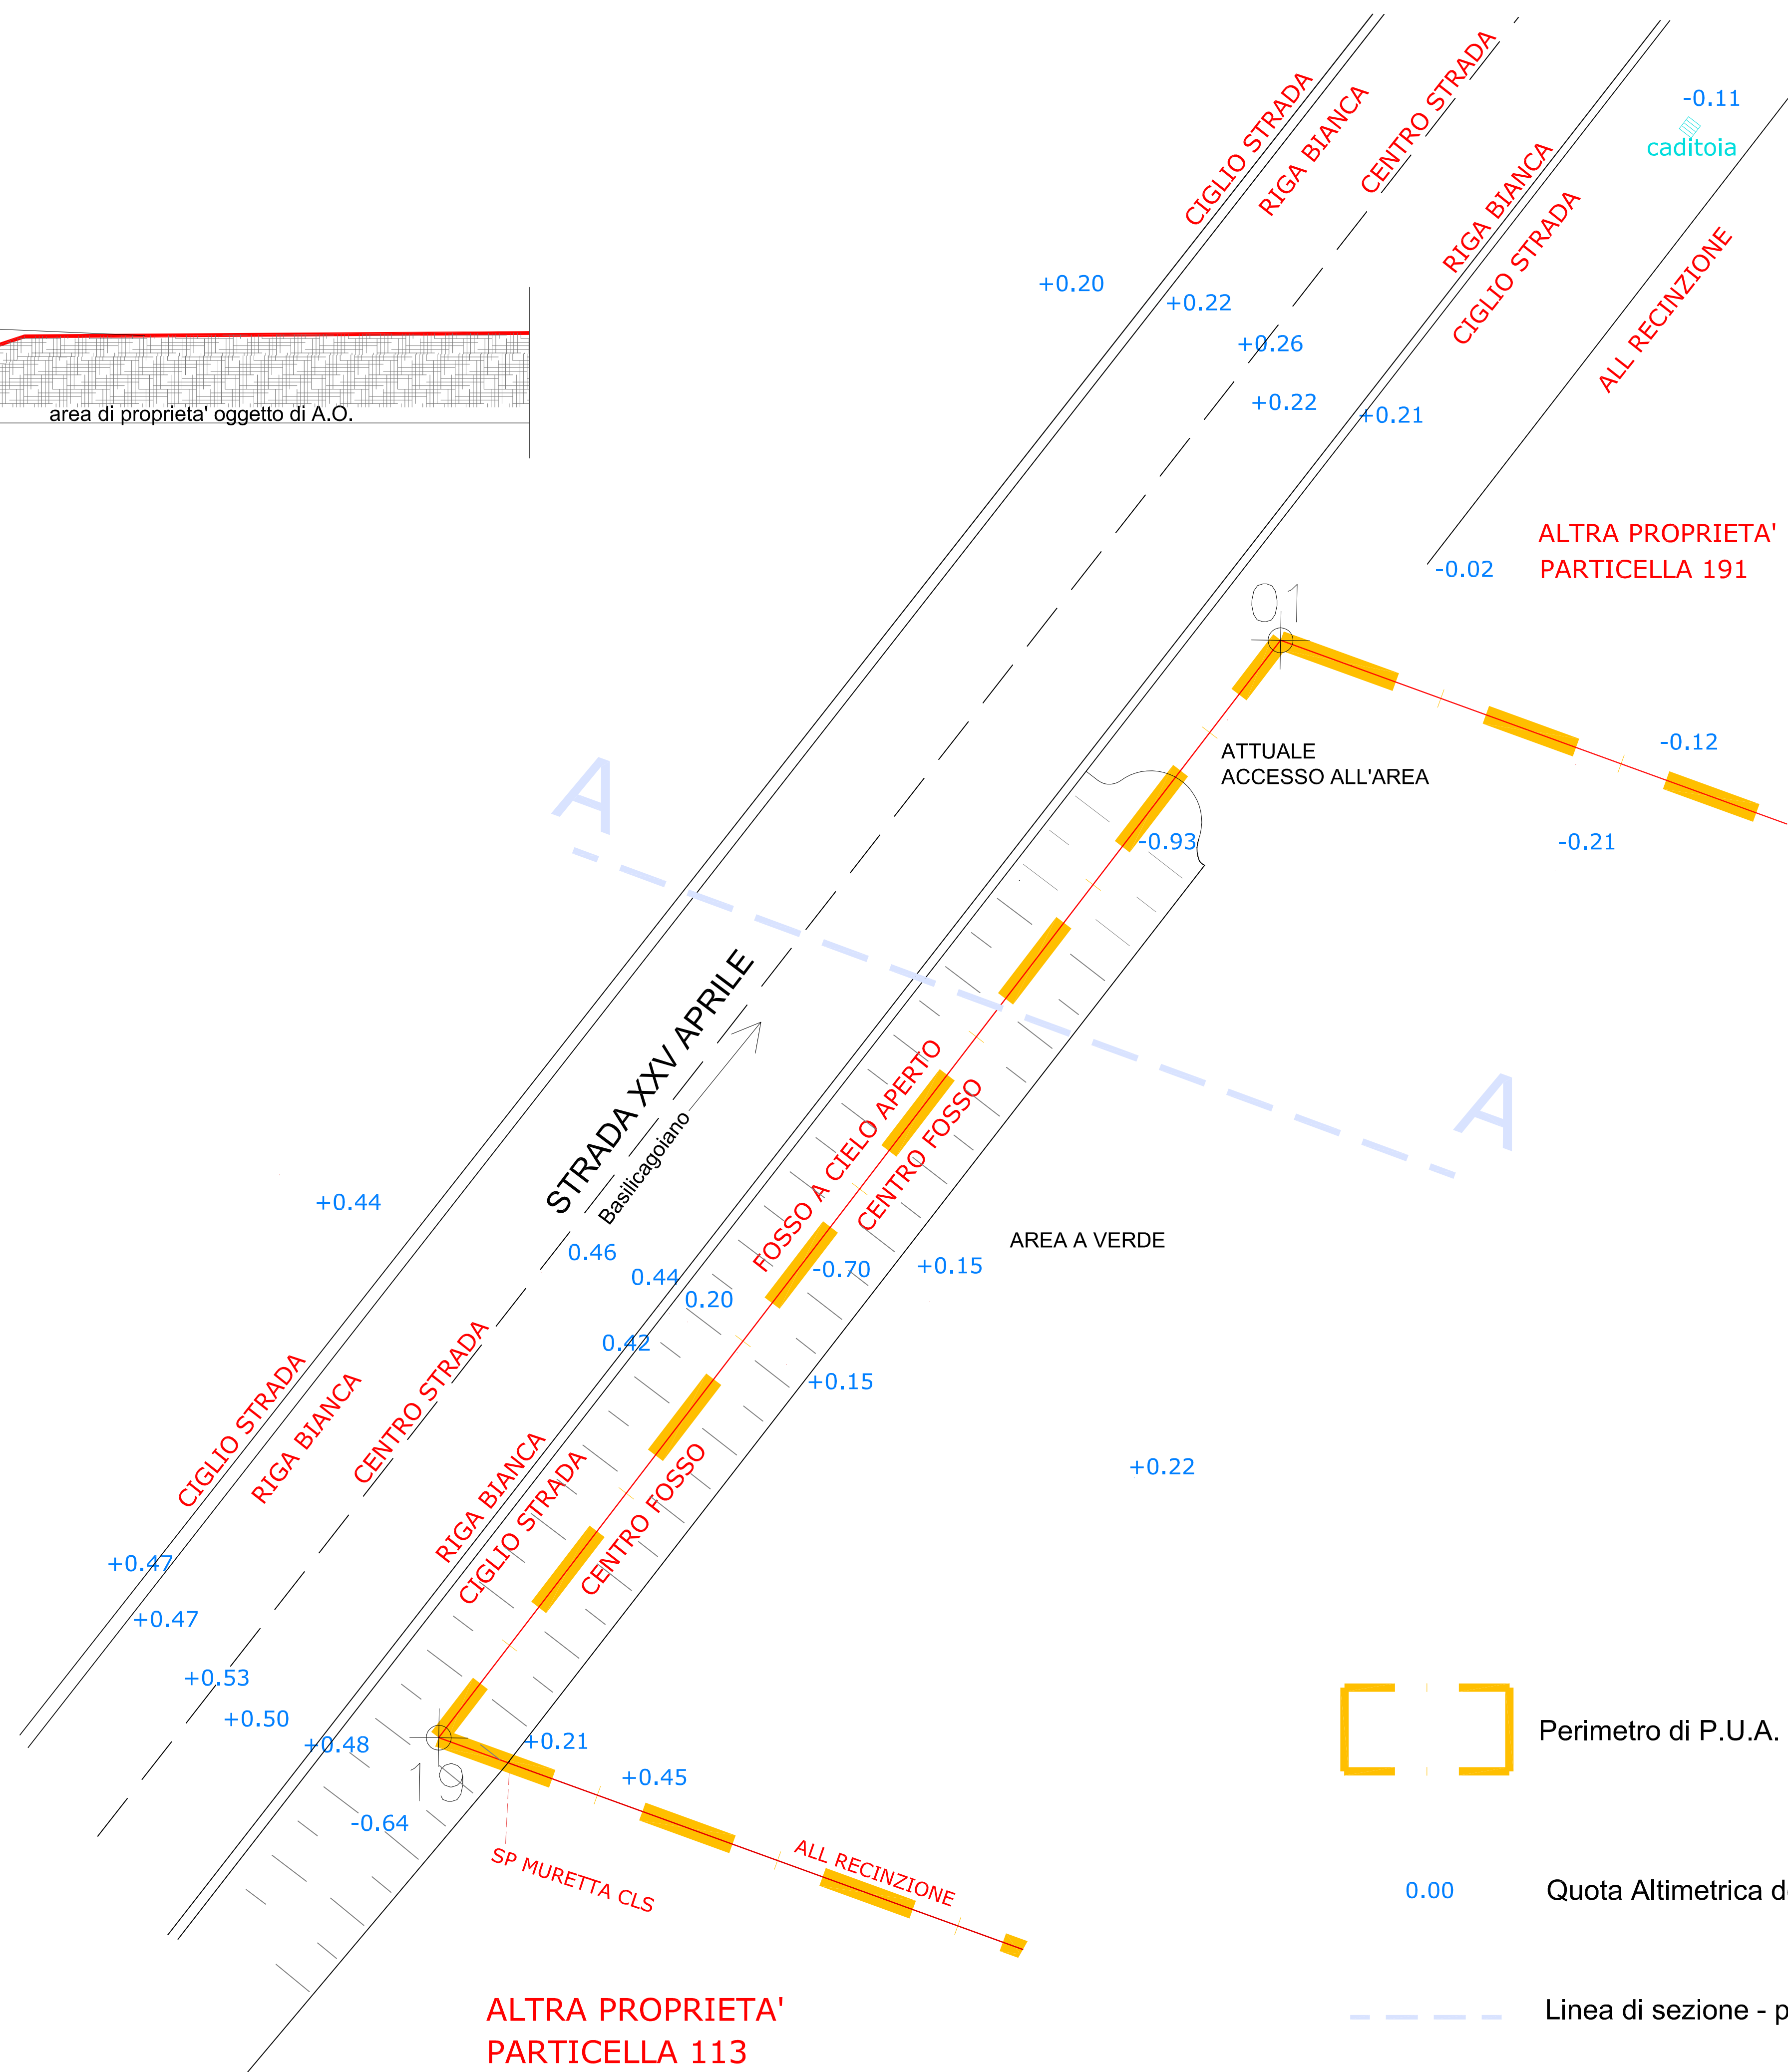 CIGLIO STRADA
RIGA BIANCA
CENTRO STRADA
RIGA BIANCA
CIGLIO STRADA
-0.11
caditoia
ALL RECINZIONE
+0.20
+0.22
+0.26
+0.22
+0.21
area di proprieta' oggetto di A.O.
ALTRA PROPRIETA'
PARTICELLA 191
-0.02
01
ATTUALE
ACCESSO ALL'AREA
-0.12
-0.93
-0.21
A
A
STRADA XXV APRILE
Basilicagoiano
FOSSO A CIELO APERTO
CENTRO FOSSO
+0.44
0.46
0.44
0.20
0.42
-0.70
+0.15
AREA A VERDE
+0.15
+0.22
CIGLIO STRADA
RIGA BIANCA
CENTRO STRADA
RIGA BIANCA
CIGLIO STRADA
CENTRO FOSSO
+0.47
+0.47
+0.53
+0.50
+0.48
+0.21
+0.45
19
-0.64
SP MURETTA CLS
ALL RECINZIONE
Perimetro di P.U.A.
0.00
Quota Altimetrica
Linea di sezione -
ALTRA PROPRIETA'
PARTICELLA 113